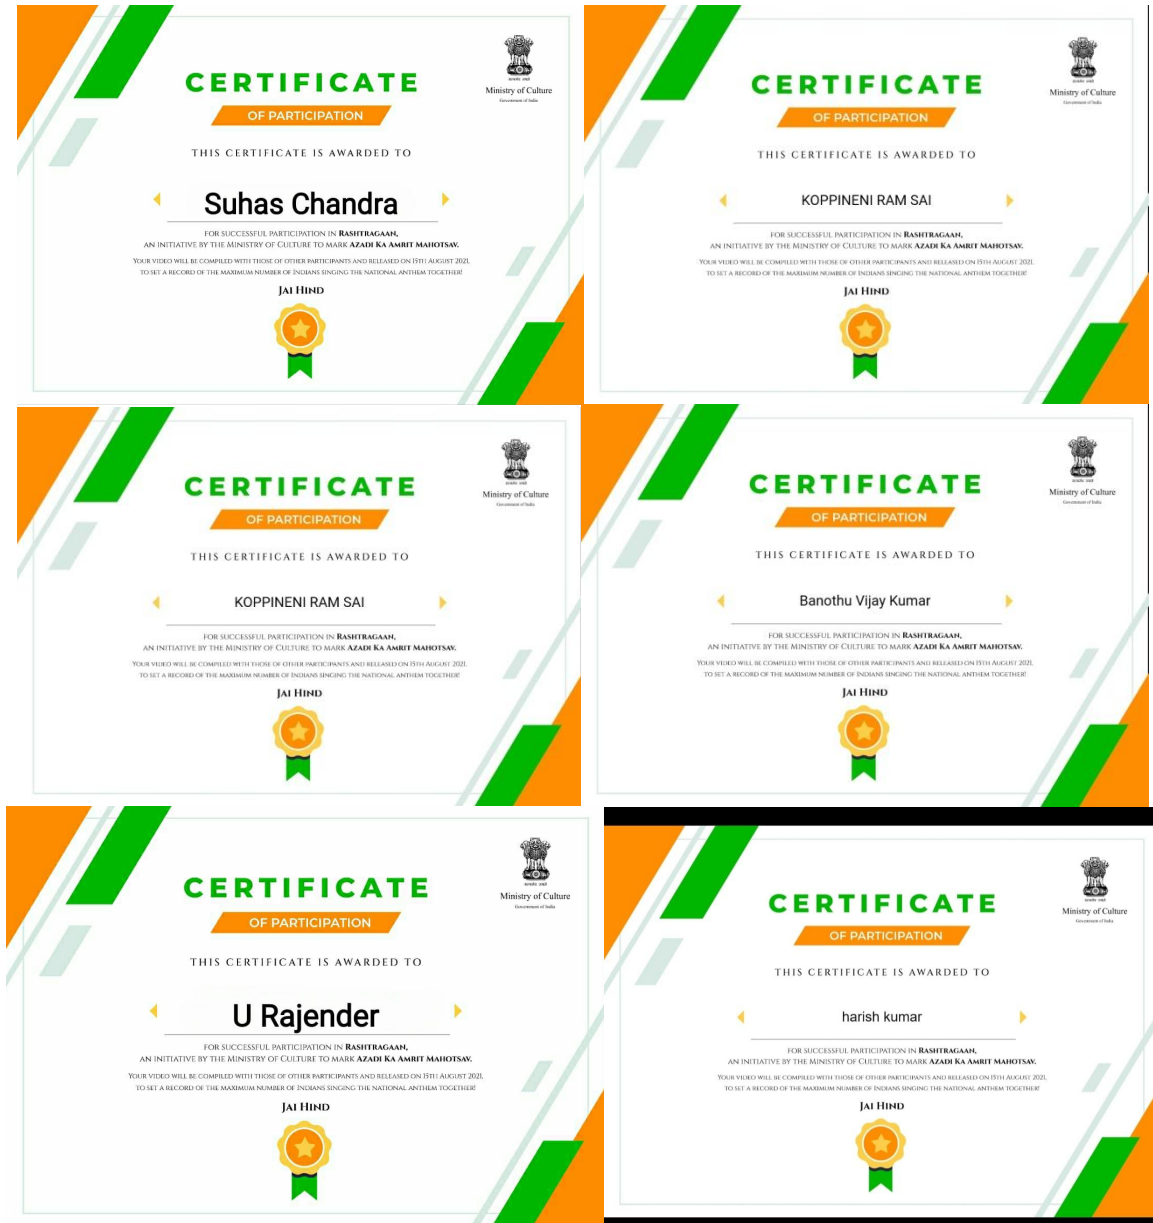 CERTIFICATE
OF PARTICIPATION
Ministry of Culture
Government of India
THIS CERTIFICATE IS AWARDED TO
Suhas Chandra
FOR SUCCESSFUL PARTICIPATION IN RASHTRAGAAN,
AN INITIATIVE BY THE MINISTRY OF CULTURE TO MARK AZADI KA AMRIT MAHOTSAV.
YOUR VIDEO WILL BE COMPILED WITH THOSE OF OTHER PARTICIPANTS AND RELEASED ON 15TH AUGUST 2021,
TO SET A RECORD OF THE MAXIMUM NUMBER OF INDIANS SINGING THE NATIONAL ANTHEM TOGETHER!
JAI HIND
CERTIFICATE
OF PARTICIPATION
Ministry of Culture
Government of India
THIS CERTIFICATE IS AWARDED TO
KOPPINENI RAM SAI
FOR SUCCESSFUL PARTICIPATION IN RASHTRAGAAN,
AN INITIATIVE BY THE MINISTRY OF CULTURE TO MARK AZADI KA AMRIT MAHOTSAV.
YOUR VIDEO WILL BE COMPILED WITH THOSE OF OTHER PARTICIPANTS AND RELEASED ON 15TH AUGUST 2021,
TO SET A RECORD OF THE MAXIMUM NUMBER OF INDIANS SINGING THE NATIONAL ANTHEM TOGETHER!
JAI HIND
CERTIFICATE
OF PARTICIPATION
Ministry of Culture
Government of India
THIS CERTIFICATE IS AWARDED TO
KOPPINENI RAM SAI
FOR SUCCESSFUL PARTICIPATION IN RASHTRAGAAN,
AN INITIATIVE BY THE MINISTRY OF CULTURE TO MARK AZADI KA AMRIT MAHOTSAV.
YOUR VIDEO WILL BE COMPILED WITH THOSE OF OTHER PARTICIPANTS AND RELEASED ON 15TH AUGUST 2021,
TO SET A RECORD OF THE MAXIMUM NUMBER OF INDIANS SINGING THE NATIONAL ANTHEM TOGETHER!
JAI HIND
CERTIFICATE
OF PARTICIPATION
Ministry of Culture
Government of India
THIS CERTIFICATE IS AWARDED TO
Banothu Vijay Kumar
FOR SUCCESSFUL PARTICIPATION IN RASHTRAGAAN,
AN INITIATIVE BY THE MINISTRY OF CULTURE TO MARK AZADI KA AMRIT MAHOTSAV.
YOUR VIDEO WILL BE COMPILED WITH THOSE OF OTHER PARTICIPANTS AND RELEASED ON 15TH AUGUST 2021,
TO SET A RECORD OF THE MAXIMUM NUMBER OF INDIANS SINGING THE NATIONAL ANTHEM TOGETHER!
JAI HIND
CERTIFICATE
OF PARTICIPATION
Ministry of Culture
Government of India
THIS CERTIFICATE IS AWARDED TO
U Rajender
FOR SUCCESSFUL PARTICIPATION IN RASHTRAGAAN,
AN INITIATIVE BY THE MINISTRY OF CULTURE TO MARK AZADI KA AMRIT MAHOTSAV.
YOUR VIDEO WILL BE COMPILED WITH THOSE OF OTHER PARTICIPANTS AND RELEASED ON 15TH AUGUST 2021,
TO SET A RECORD OF THE MAXIMUM NUMBER OF INDIANS SINGING THE NATIONAL ANTHEM TOGETHER!
JAI HIND
CERTIFICATE
OF PARTICIPATION
Ministry of Culture
Government of India
THIS CERTIFICATE IS AWARDED TO
harish kumar
FOR SUCCESSFUL PARTICIPATION IN RASHTRAGAAN,
AN INITIATIVE BY THE MINISTRY OF CULTURE TO MARK AZADI KA AMRIT MAHOTSAV.
YOUR VIDEO WILL BE COMPILED WITH THOSE OF OTHER PARTICIPANTS AND RELEASED ON 15TH AUGUST 2021,
TO SET A RECORD OF THE MAXIMUM NUMBER OF INDIANS SINGING THE NATIONAL ANTHEM TOGETHER!
JAI HIND